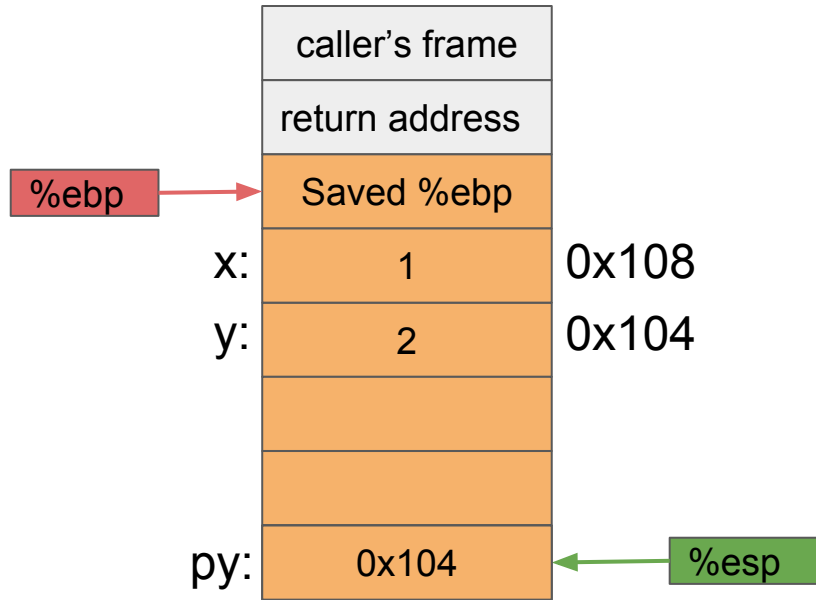 caller’s frame
return address
%ebp Saved %ebp
x: 1 0x108
y: 2 0x104
py: 0x104 %esp